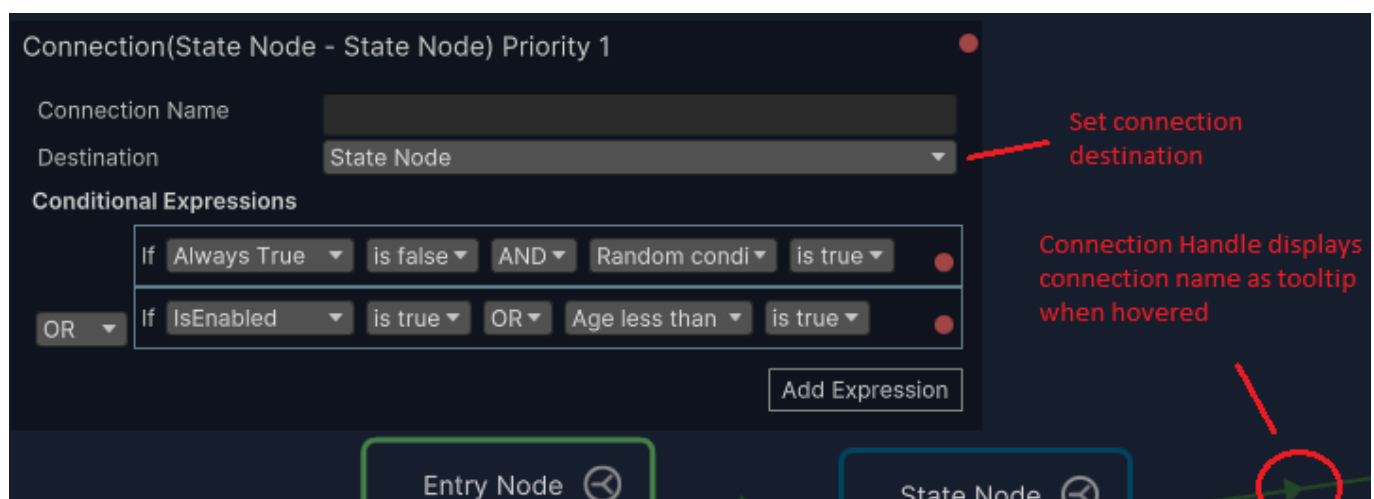 Connection(State Node - State Node) Priority 1
Connection Name
Destination
State Node
Set connection
destination
Conditional Expressions
If Always True is false AND Random condi is true
OR
If IsEnabled is true OR Age less than is true
Connection Handle displays
connection name as tooltip
when hovered
Add Expression
Entry Node
State Node